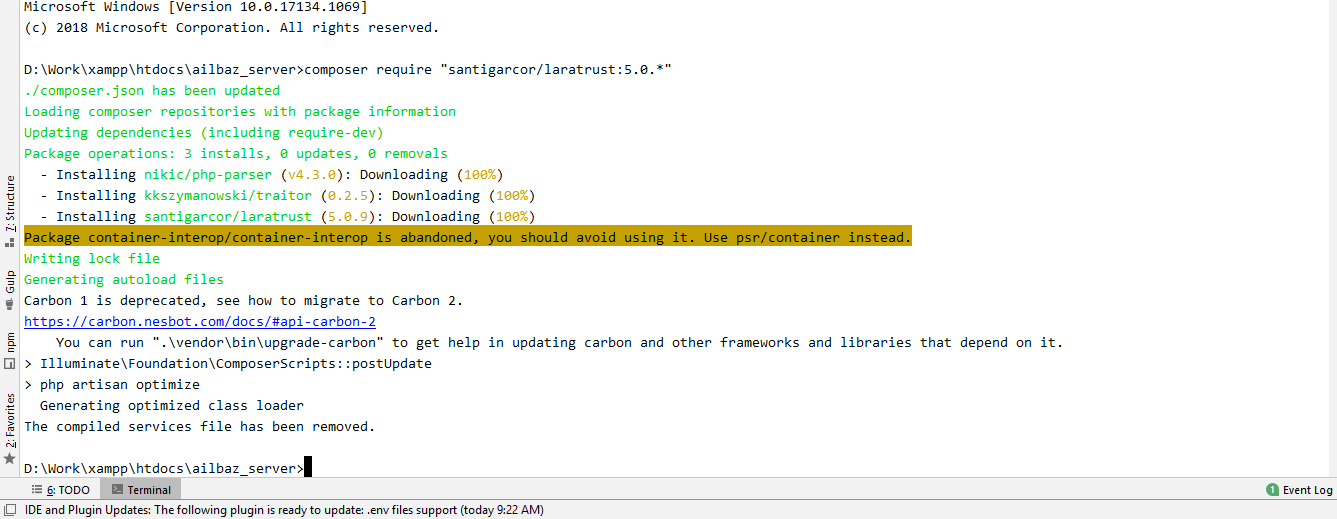 Microsoft Windows [Version 10.0.17134.1069]
(c) 2018 Microsoft Corporation. All rights reserved.
D:\Work\xampp\htdocs\ailbaz_server>composer require "santigarcor/laratrust:5.0.*"
./composer.json has been updated
Loading composer repositories with package information
Updating dependencies (including require-dev)
Package operations: 3 installs, 0 updates, 0 removals
- Installing nikic/php-parser (v4.3.0): Downloading (100%)
- Installing kkszymanowski/traitor (0.2.5): Downloading (100%)
- Installing santigarcor/laratrust (5.0.9): Downloading (100%)
Package container-interop/container-interop is abandoned, you should avoid using it. Use psr/container instead.
Writing lock file
Generating autoload files
Carbon 1 is deprecated, see how to migrate to Carbon 2.
https://carbon.nesbot.com/docs/#api-carbon-2
You can run ".\vendor\bin\upgrade-carbon" to get help in updating carbon and other frameworks and libraries that depend on it.
> Illuminate\Foundation\ComposerScripts::postUpdate
> php artisan optimize
Generating optimized class loader
The compiled services file has been removed.
D:\Work\xampp\htdocs\ailbaz_server>
7: Structure
Gulp
npm
2: Favorites
6: TODO
Terminal
1 Event Log
IDE and Plugin Updates: The following plugin is ready to update: .env files support (today 9:22 AM)